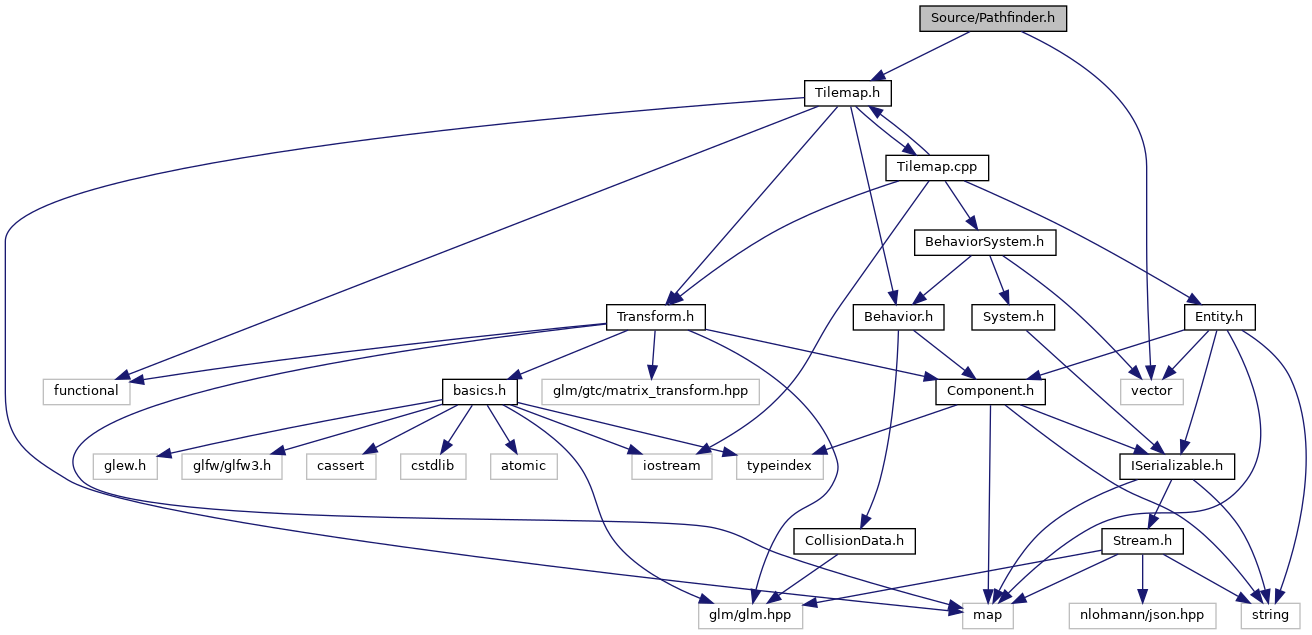 Source/Pathfinder.h
Tilemap.h
Tilemap.cpp
BehaviorSystem.h
Transform.h
Behavior.h
System.h
Entity.h
functional
basics.h
glm/gtc/matrix_transform.hpp
Component.h
vector
glew.h
glfw/glfw3.h
cassert
cstdlib
atomic
iostream
typeindex
ISerializable.h
CollisionData.h
Stream.h
glm/glm.hpp
map
nlohmann/json.hpp
string